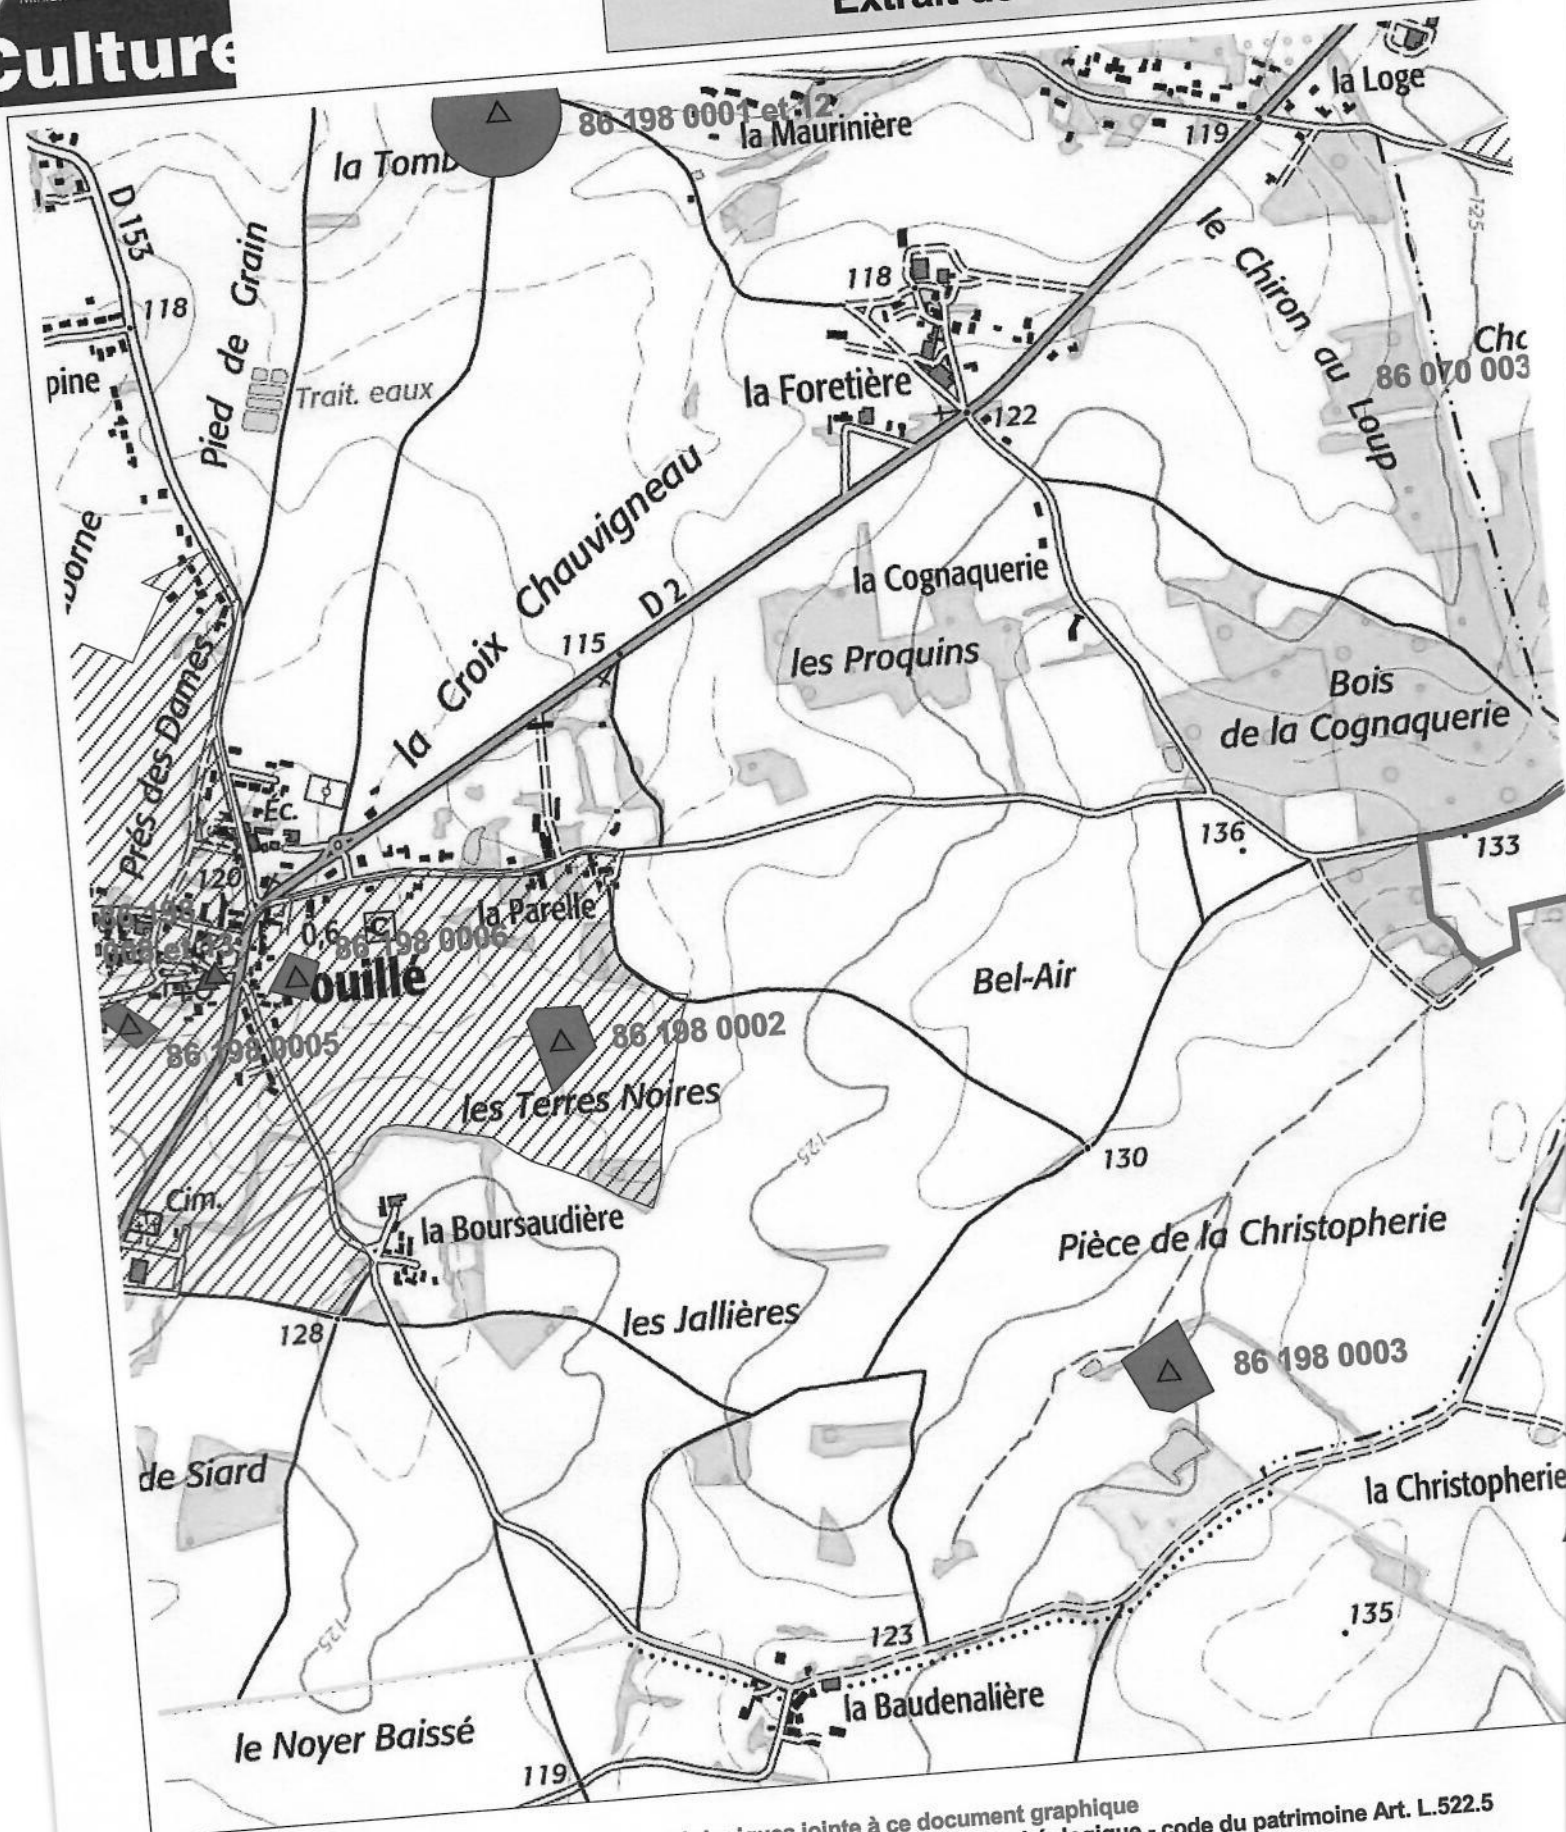 Culture
Extrait
la Loge
86 198 0001 et 12
la Maurinière
119
la Tomb
D 153
le Chiron au Loup
125
118
118
Pied de Grain
pine
Trait. eaux
la Foretière
122
86 070 003
la Croix Chauvigneau
D 2
la Cognaquerie
115
les Proquins
Bois
de la Cognaquerie
Prés des Dames
Éc.
136
133
120
la Parelle
0,6
C
86 198 0006
ouillé
Bel-Air
86 198 0002
86 198 0005
les Terres Noires
125
130
Cim.
la Boursaudière
Pièce de la Christopherie
les Jallières
128
86 198 0003
de Siard
la Christopherie
125
123
135
la Baudenalière
le Noyer Baissé
119
jointe à ce document graphique
- code du patrimoine Art. L.522.5